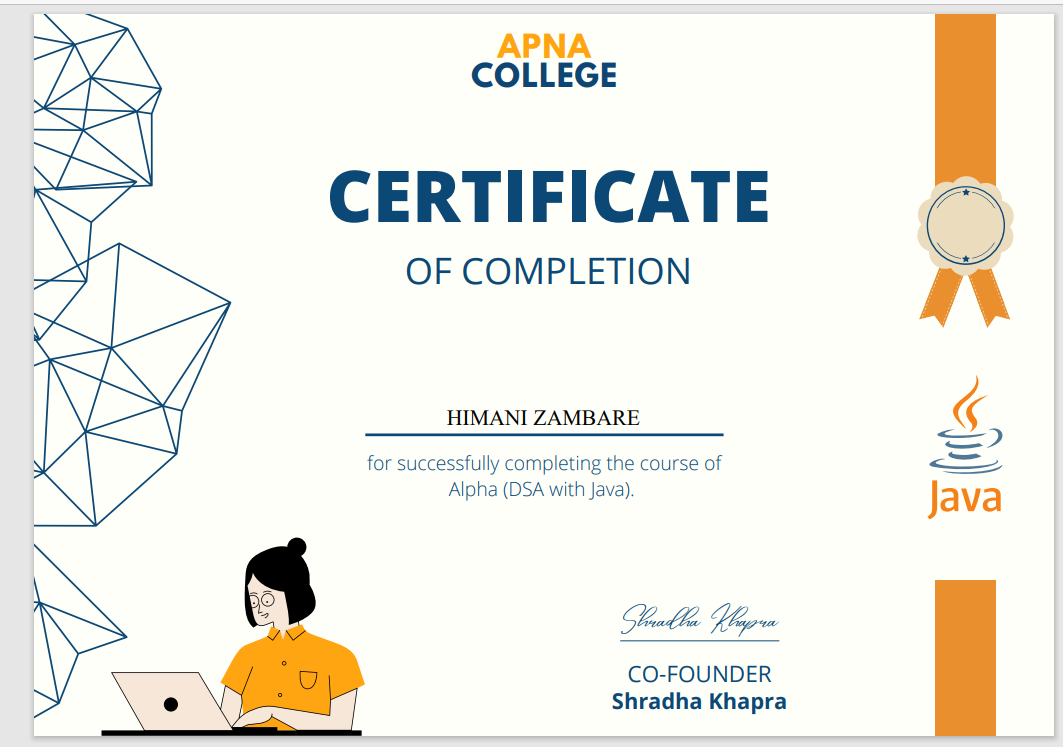 APNA
COLLEGE
CERTIFICATE
OF COMPLETION
HIMANI ZAMBARE
for successfully completing the course of
Alpha (DSA with Java).
Java
Shradha Khapra
CO-FOUNDER
Shradha Khapra